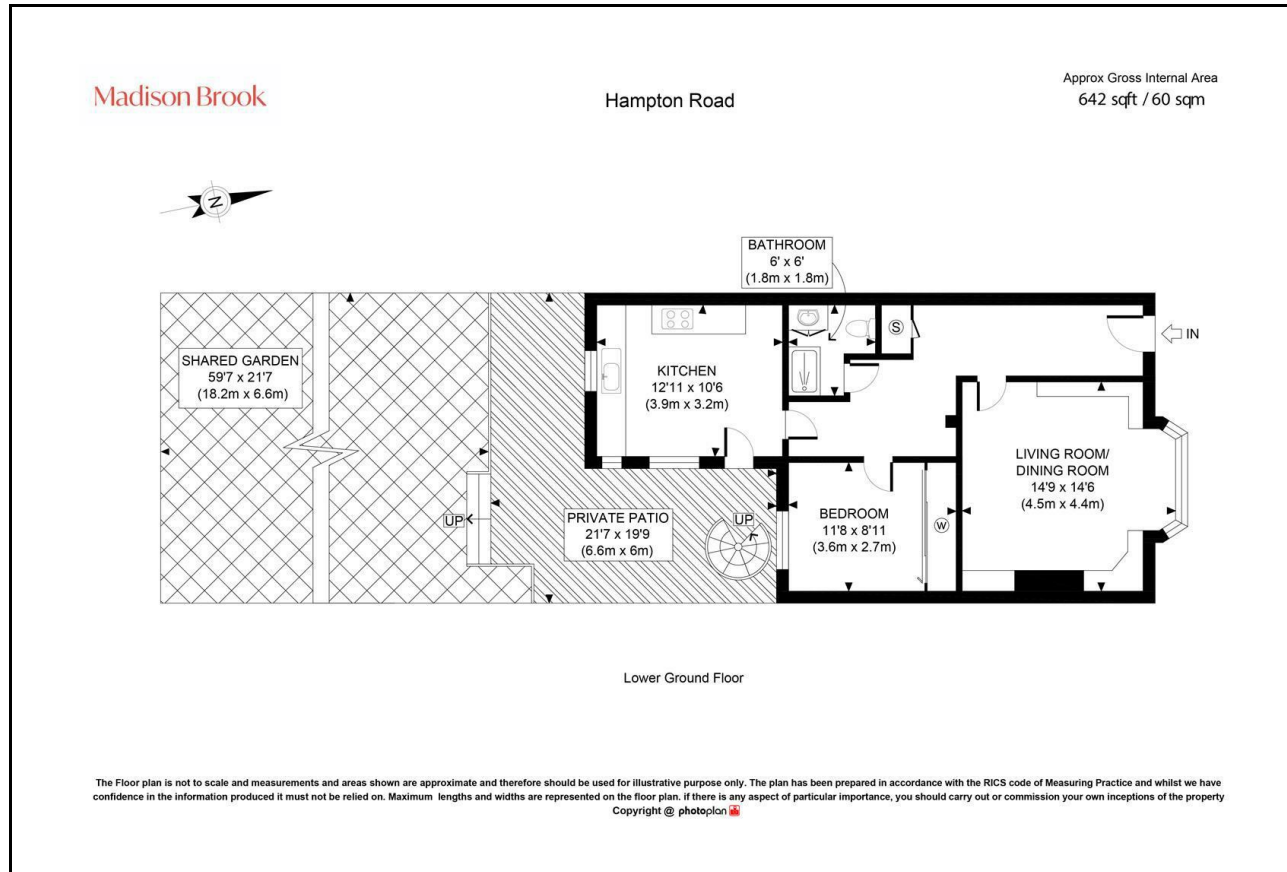 Madison Brook
Hampton Road
Approx Gross Internal Area
642 sqft / 60 sqm
N
BATHROOM
6' x 6'
(1.8m x 1.8m)
S
IN
SHARED GARDEN
59'7 x 21'7
(18.2m x 6.6m)
KITCHEN
12'11 x 10'6
(3.9m x 3.2m)
LIVING ROOM/
DINING ROOM
14'9 x 14'6
(4.5m x 4.4m)
UP
PRIVATE PATIO
21'7 x 19'9
(6.6m x 6m)
UP
BEDROOM
11'8 x 8'11
(3.6m x 2.7m)
W
Lower Ground Floor
The Floor plan is not to scale and measurements and areas shown are approximate and therefore should be used for illustrative purpose only. The plan has been prepared in accordance with the RICS code of Measuring Practice and whilst we have
confidence in the information produced it must not be relied on. Maximum lengths and widths are represented on the floor plan. if there is any aspect of particular importance, you should carry out or commission your own inceptions of the property
Copyright @ photoplan